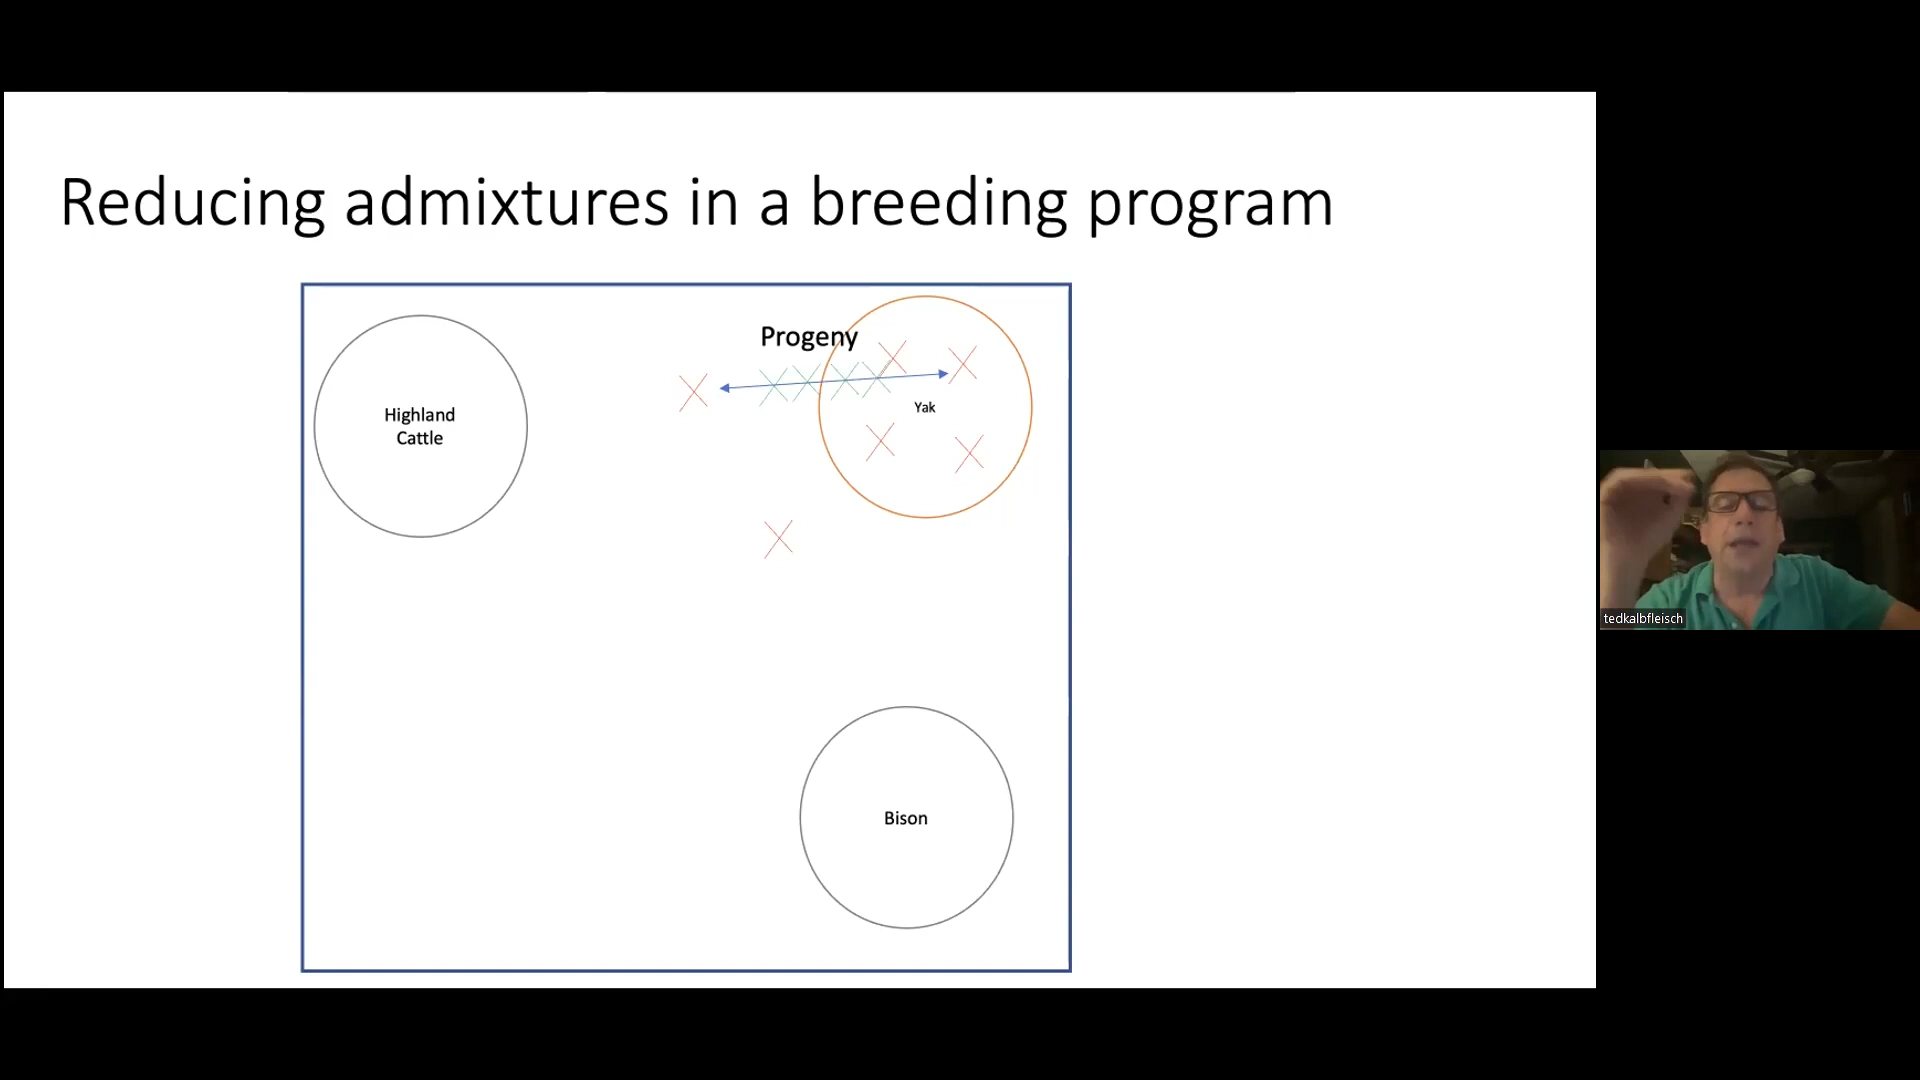 Reducing admixtures in a breeding program
Progeny
Highland
Cattle
Yak
Bison
tedkalbfleisch